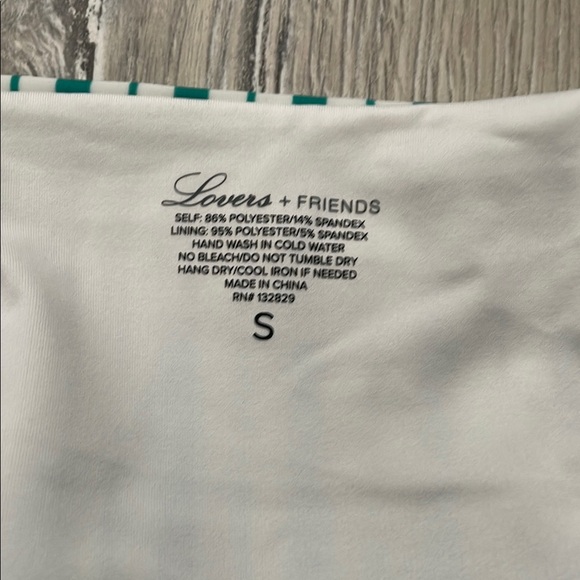 Lovers + FRIENDS
SELF: 86% POLYESTER/14% SPANDEX
LINING: 95% POLYESTER/5% SPANDEX
HAND WASH IN COLD WATER
NO BLEACH/DO NOT TUMBLE DRY
HANG DRY/COOL IRON IF NEEDED
MADE IN CHINA
RN# 132829
S